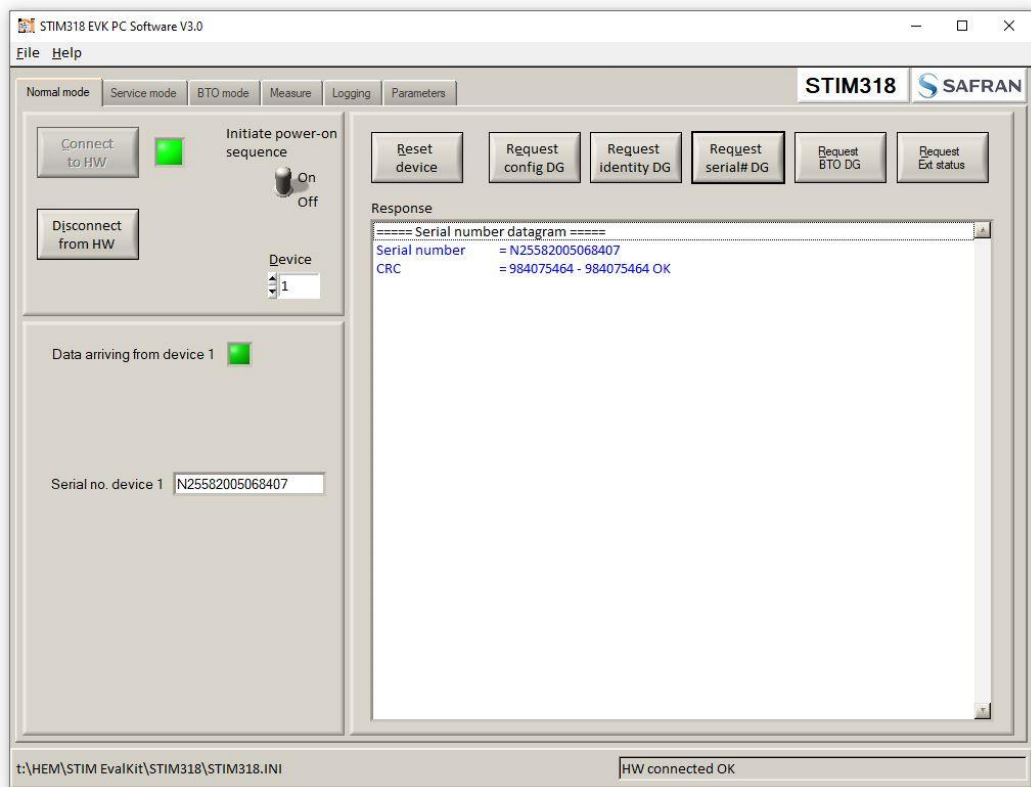 STIM318 EVK PC Software V3.0
File Help
Normal mode Service mode BTO mode Measure Logging Parameters
STIM318 SAFRAN
Connect
to HW
Initiate power-on
sequence
On
Off
Disconnect
from HW
Device
1
Reset
device
Request
config DG
Request
identity DG
Request
serial# DG
Request
BTO DG
Request
Ext status
Response
===== Serial number datagram =====
Serial number = N25582005068407
CRC = 984075464 - 984075464 OK
Data arriving from device 1
Serial no. device 1 N25582005068407
t:\HEM\STIM EvalKit\STIM318\STIM318.INI
HW connected OK